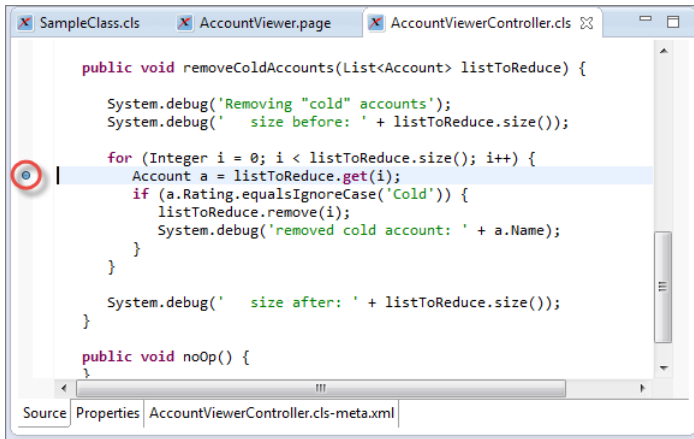 SampleClass.cls AccountViewer.page AccountViewerController.cls
public void removeColdAccounts(List<Account> listToReduce) {
System.debug('Removing "cold" accounts');
System.debug('   size before: ' + listToReduce.size());
for (Integer i = 0; i < listToReduce.size(); i++) {
Account a = listToReduce.get(i);
if (a.Rating.equalsIgnoreCase('Cold')) {
listToReduce.remove(i);
System.debug('removed cold account: ' + a.Name);
}
}
System.debug('   size after: ' + listToReduce.size());
}
public void noOp() {
}
Source Properties AccountViewerController.cls-meta.xml